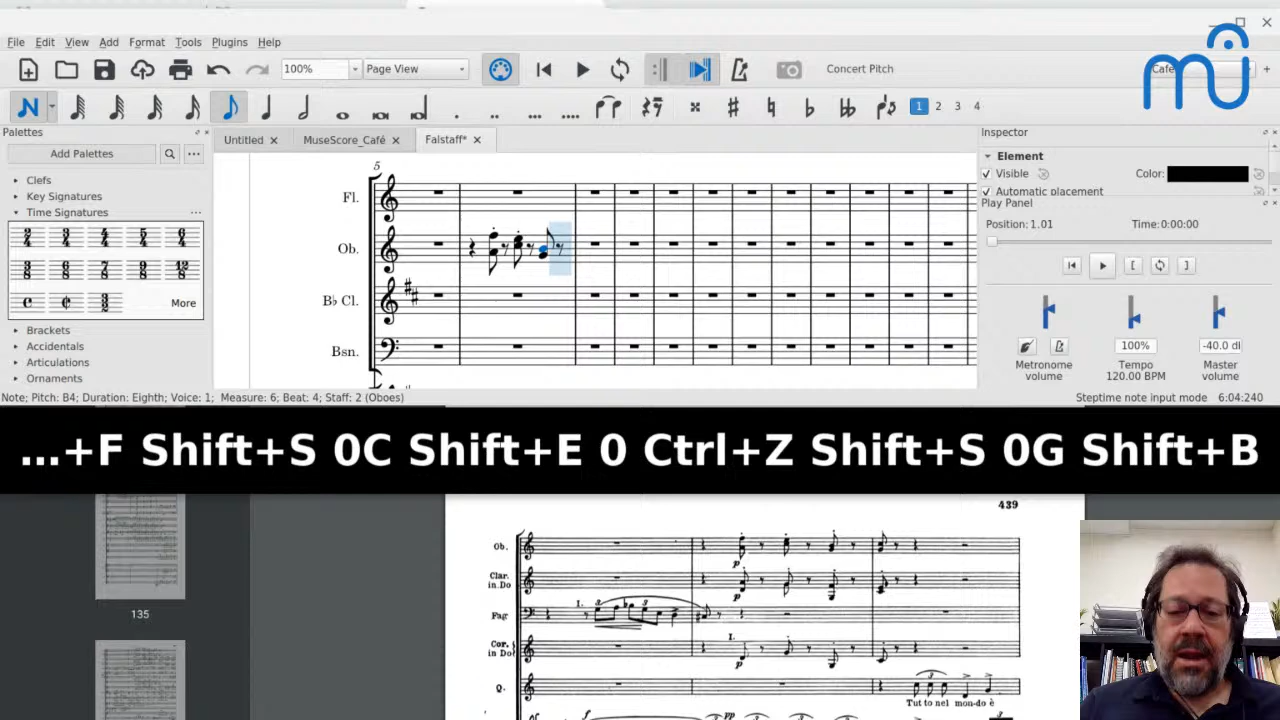 File Edit View Add Format Tools Plugins Help
100% Page View Concert Pitch
1 2 3 4
Palettes
Add Palettes
Untitled MuseScore_Café Falstaff*
Inspector
Element
Visible Color:
Automatic placement
Clefs
Key Signatures
Time Signatures
More
Brackets
Accidentals
Articulations
Ornaments
5
Fl.
Ob.
B♭ Cl.
Bsn.
Play Panel
Position: 1.01 Time:0:00:00
100% -40.0 dl
Metronome volume
Tempo 120.00 BPM
Master volume
Note; Pitch: B4; Duration: Eighth; Voice: 1; Measure: 6; Beat: 4; Staff: 2 (Oboes) Steptime note input mode 6:04:240
...+F Shift+S 0C Shift+E 0 Ctrl+Z Shift+S 0G Shift+B
135
439
Ob.
Clar. in Do
Fag.
Cor. in Do
Q.
p
p
I.
I.
p
Tut to nel mon-do è
pp